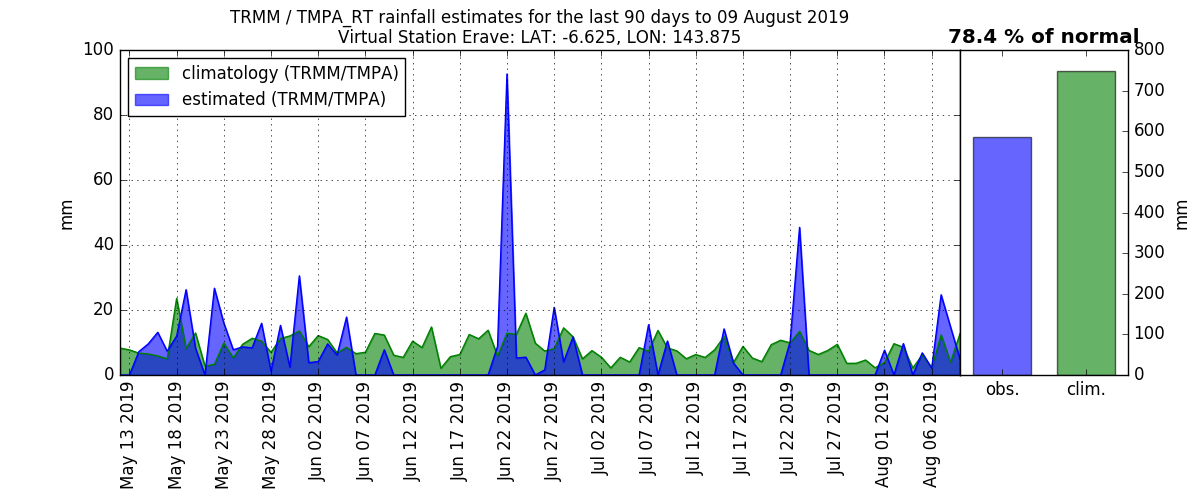 TRMM / TMPA_RT rainfall estimates for the last 90 days to 09 August 2019
Virtual Station Erave: LAT: -6.625, LON: 143.875
78.4 % of normal
climatology (TRMM/TMPA)
estimated (TRMM/TMPA)
100
80
60
40
20
0
mm
May 13 2019
May 18 2019
May 23 2019
May 28 2019
Jun 02 2019
Jun 07 2019
Jun 12 2019
Jun 17 2019
Jun 22 2019
Jun 27 2019
Jul 02 2019
Jul 07 2019
Jul 12 2019
Jul 17 2019
Jul 22 2019
Jul 27 2019
Aug 01 2019
Aug 06 2019
obs.
clim.
800
700
600
500
400
300
200
100
0
mm